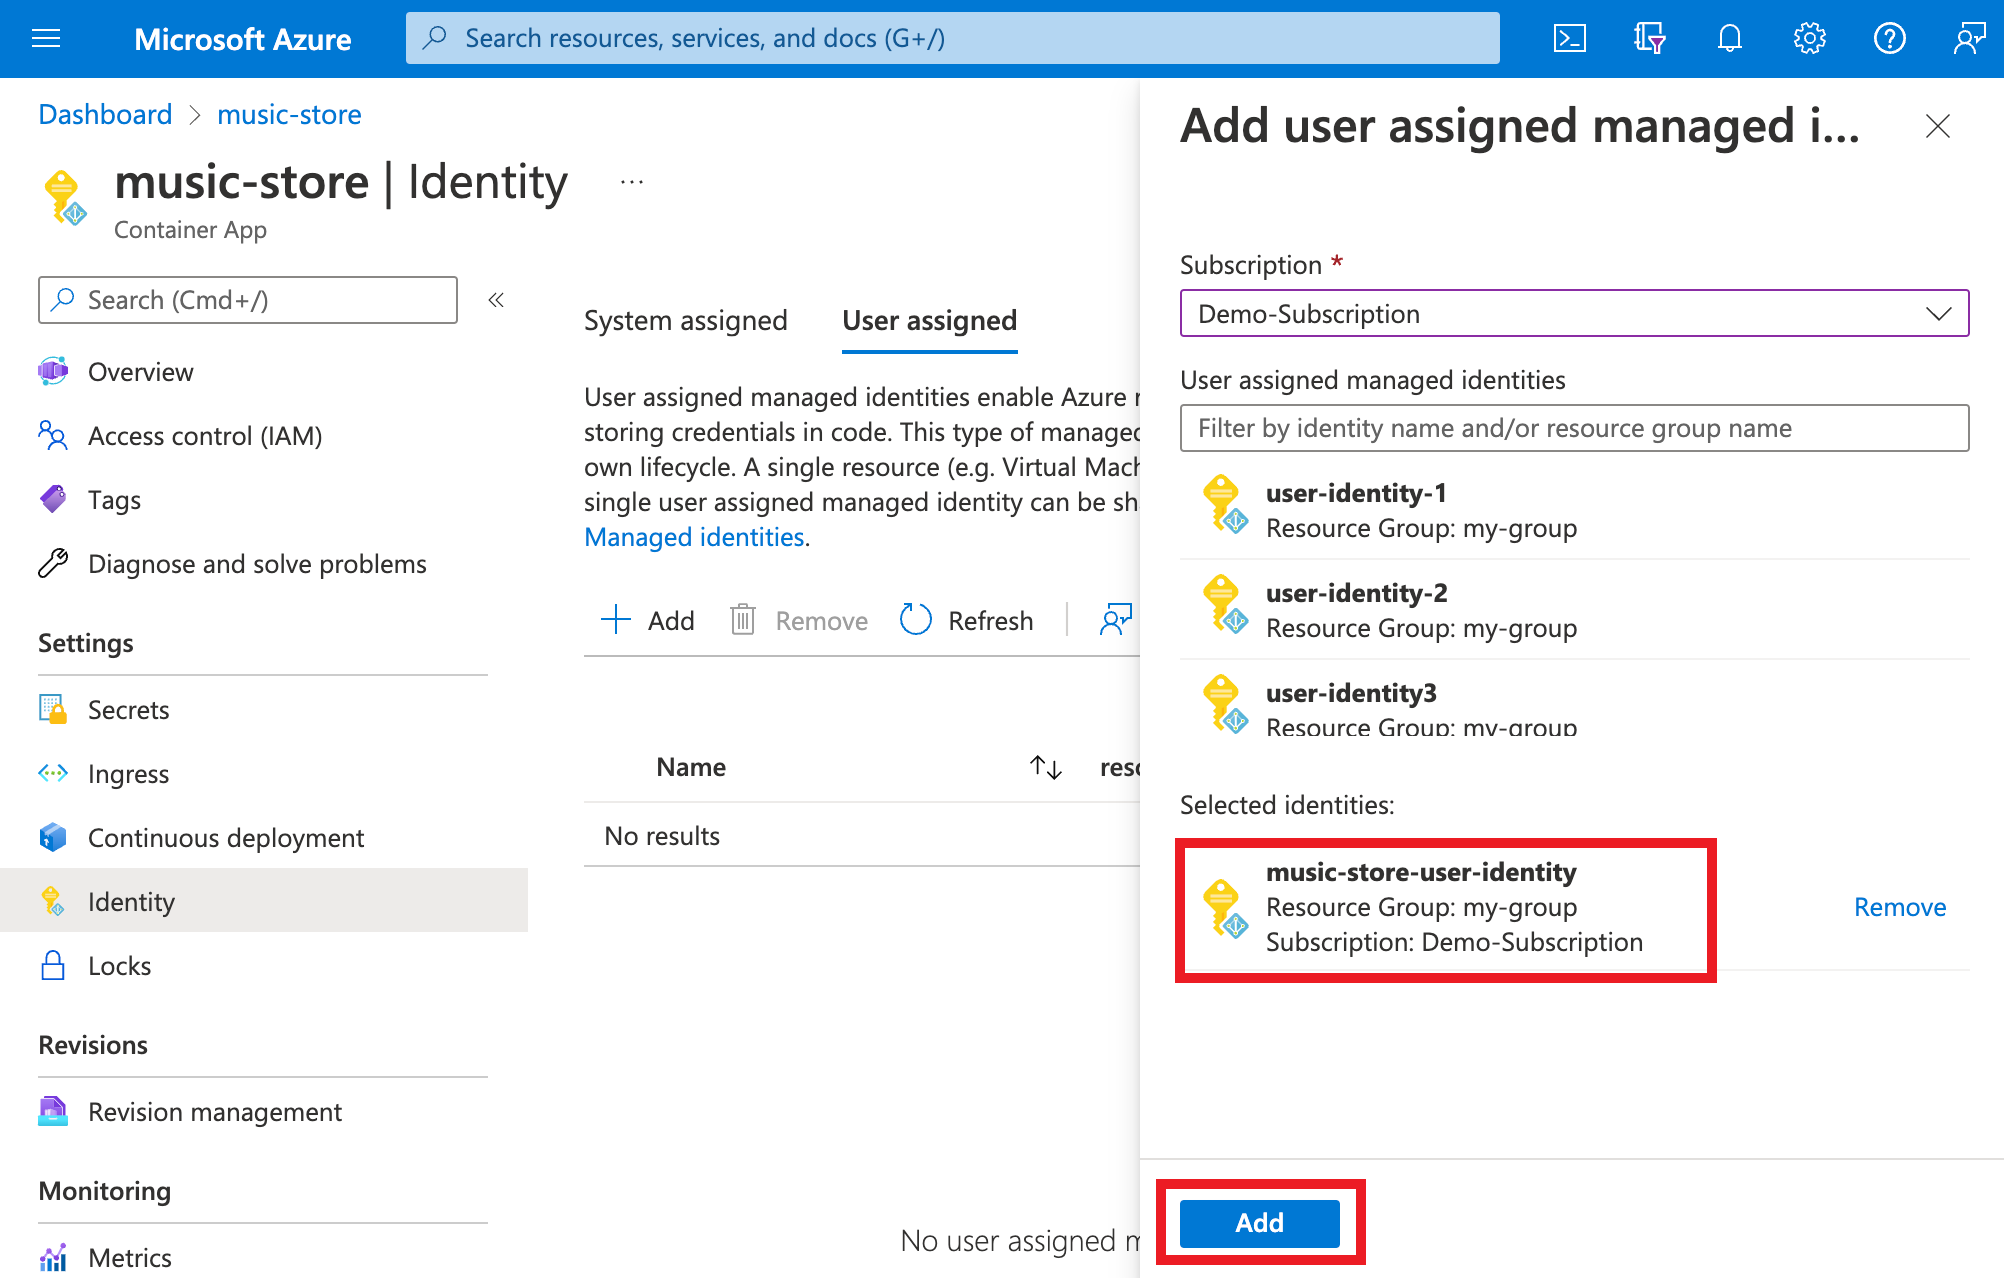 Microsoft Azure
Search resources, services, and docs (G+/)
Dashboard > music-store
music-store | Identity ...
Container App
Search (Cmd+/)
«
Overview
Access control (IAM)
Tags
Diagnose and solve problems
Settings
Secrets
Ingress
Continuous deployment
Identity
Locks
Revisions
Revision management
Monitoring
Metrics
System assigned
User assigned
User assigned managed identities enable Azure
storing credentials in code. This type of managed
own lifecycle. A single resource (e.g. Virtual Mach
single user assigned managed identity can be sh
Managed identities.
Add
Remove
Refresh
Name
reso
No results
No user assigned m
Add user assigned managed i...
Subscription *
Demo-Subscription
User assigned managed identities
Filter by identity name and/or resource group name
user-identity-1
Resource Group: my-group
user-identity-2
Resource Group: my-group
user-identity3
Resource Group: my-group
Selected identities:
music-store-user-identity
Resource Group: my-group
Subscription: Demo-Subscription
Remove
Add